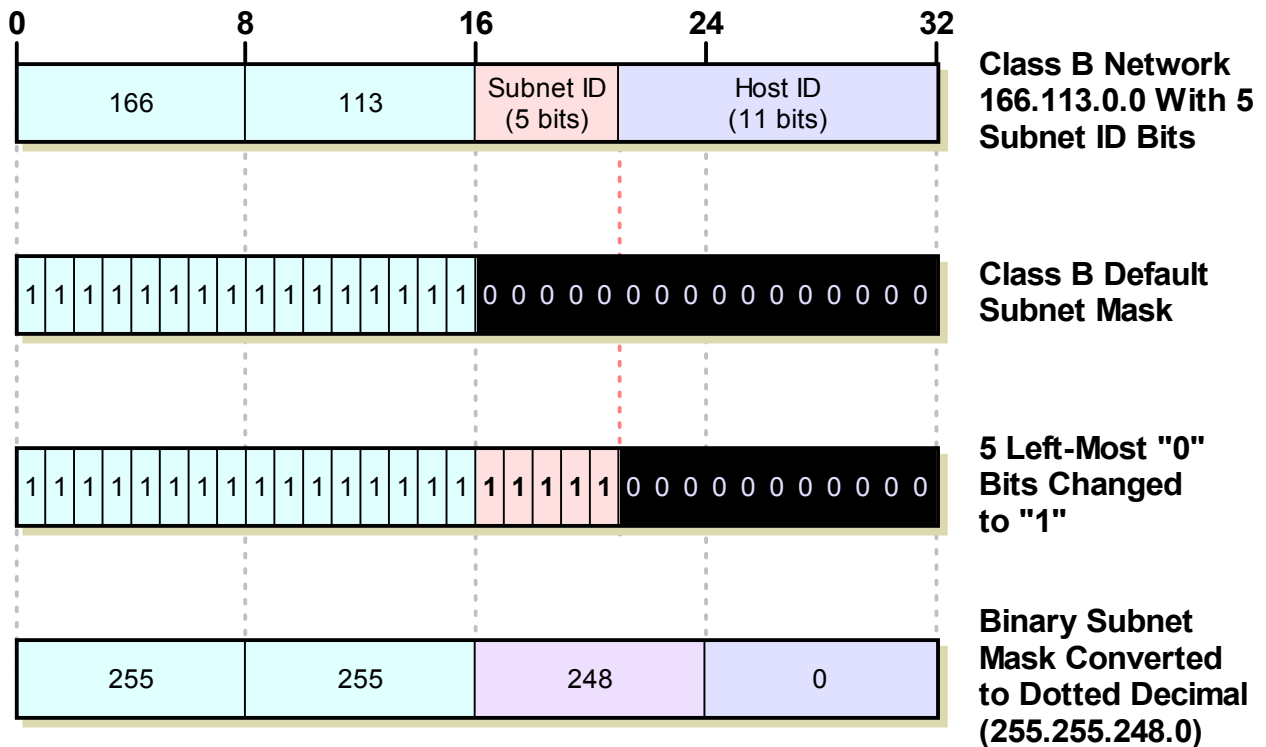 0 8 16 24 32
166 113 Subnet ID (5 bits) Host ID (11 bits)
Class B Network
166.113.0.0 With 5
Subnet ID Bits
1 1 1 1 1 1 1 1 1 1 1 1 1 1 1 1 0 0 0 0 0 0 0 0 0 0 0 0 0 0 0 0
Class B Default
Subnet Mask
1 1 1 1 1 1 1 1 1 1 1 1 1 1 1 1 1 1 1 1 1 0 0 0 0 0 0 0 0 0 0 0
5 Left-Most "0"
Bits Changed
to "1"
255 255 248 0
Binary Subnet
Mask Converted
to Dotted Decimal
(255.255.248.0)